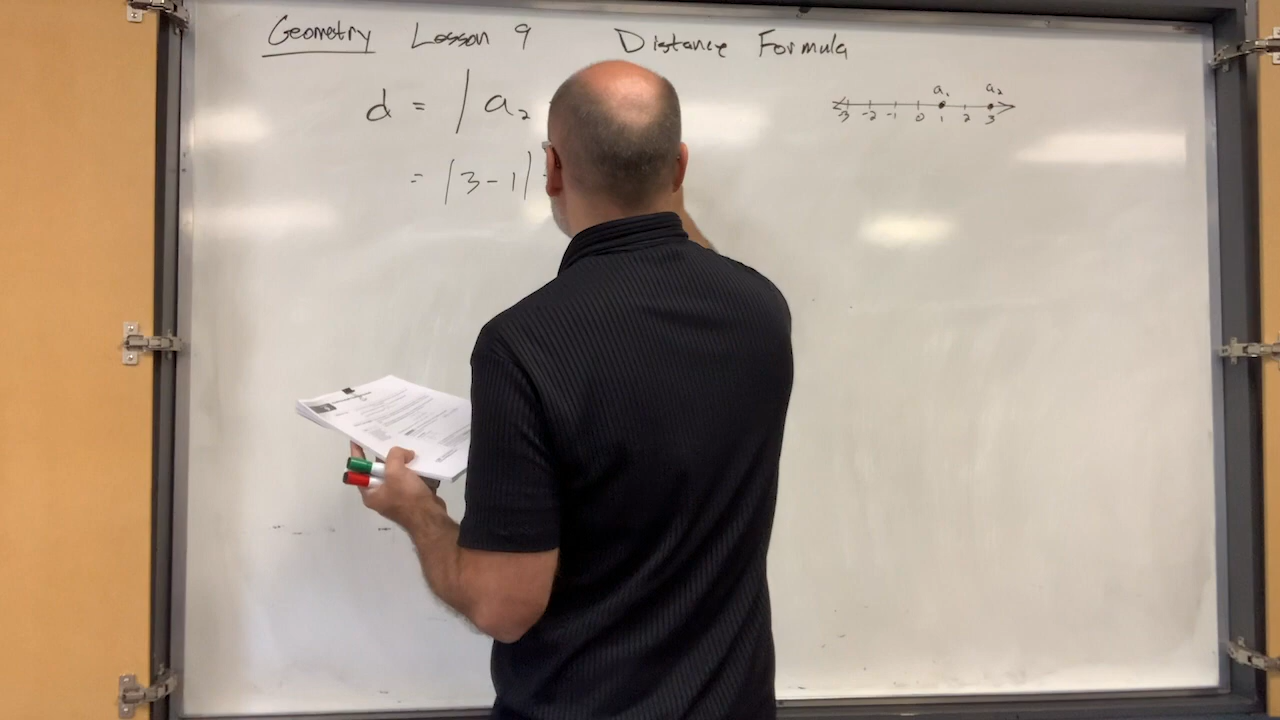 Geometry Lesson 9 Distance Formula
d = | a₂
= |3-1|
a₁ a₂
-3 -2 -1 0 1 2 3